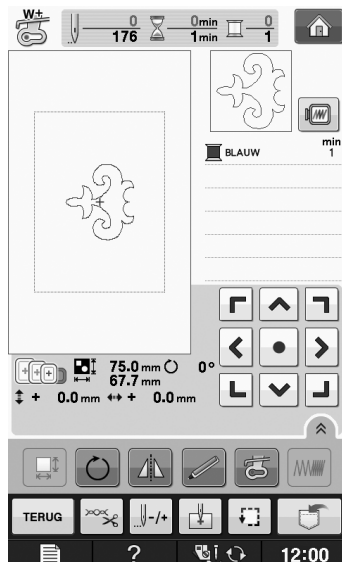 W+
0 0min 0
176 1min 1
min
BLAUW 1
75.0 mm 0°
67.7 mm
+ 0.0 mm + 0.0 mm
TERUG -/+
? 12:00